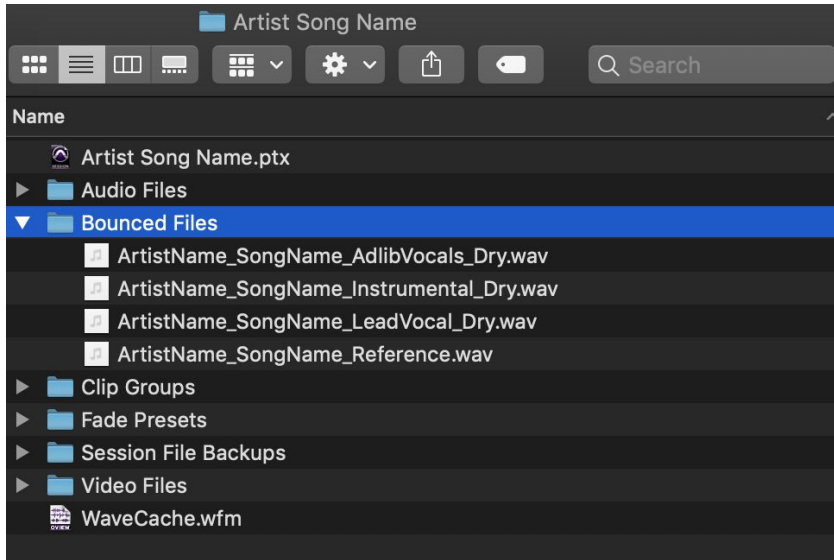 Artist Song Name
Search
Name
Artist Song Name.ptx
Audio Files
Bounced Files
ArtistName_SongName_AdlibVocals_Dry.wav
ArtistName_SongName_Instrumental_Dry.wav
ArtistName_SongName_LeadVocal_Dry.wav
ArtistName_SongName_Reference.wav
Clip Groups
Fade Presets
Session File Backups
Video Files
WaveCache.wfm